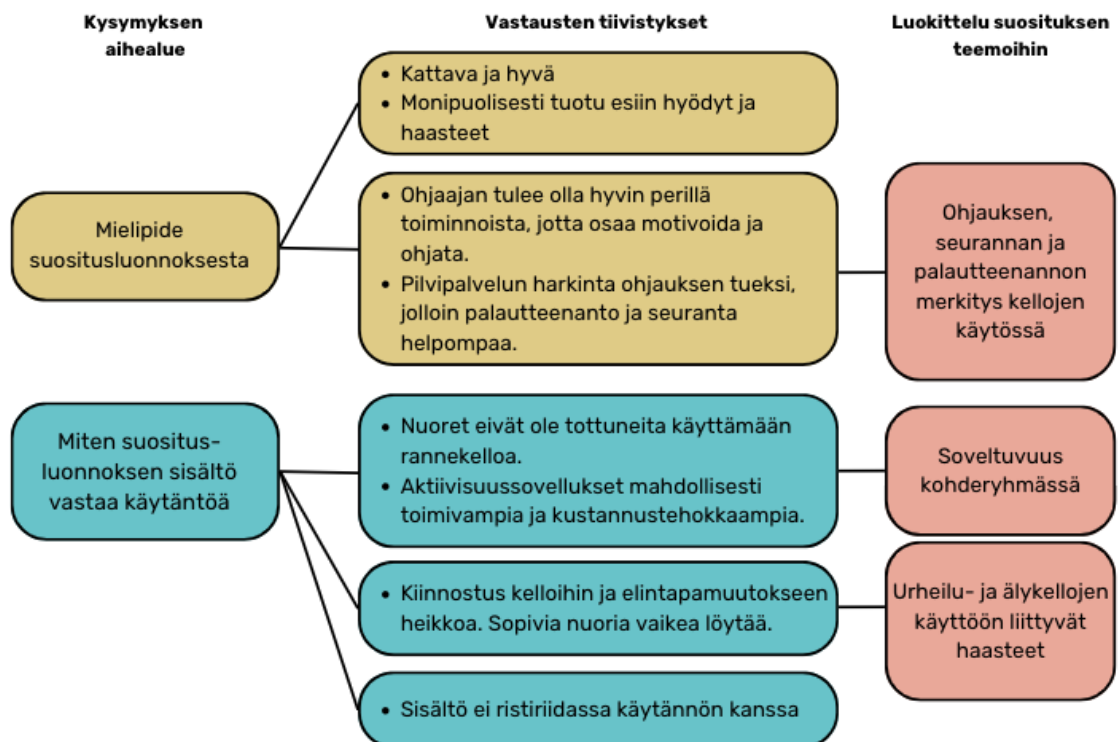 Kysymyksen
aihealue
Vastausten tiivistykset
Luokittelu suosituksen
teemoihin
Mielipide
suositusluonnoksesta
• Kattava ja hyvä
• Monipuolisesti tuotu esiin hyödyt ja
haasteet
• Ohjaajan tulee olla hyvin perillä
toiminnoista, jotta osaa motivoida ja
ohjata.
• Pilvipalvelun harkinta ohjauksen tueksi,
jolloin palautteenanto ja seuranta
helpompaa.
Ohjauksen,
seurannan ja
palautteenannon
merkitys kellojen
käytössä
Miten suositus-
luonnoksen sisältö
vastaa käytäntöä
• Nuoret eivät ole tottuneita käyttämään
rannekelloa.
• Aktiivisuussovellukset mahdollisesti
toimivampia ja kustannustehokkaampia.
Soveltuvuus
kohderyhmässä
• Kiinnostus kelloihin ja elintapamuutokseen
heikkoa. Sopivia nuoria vaikea löytää.
Urheilu- ja älykellojen
käyttöön liittyvät
haasteet
• Sisältö ei ristiriidassa käytännön kanssa